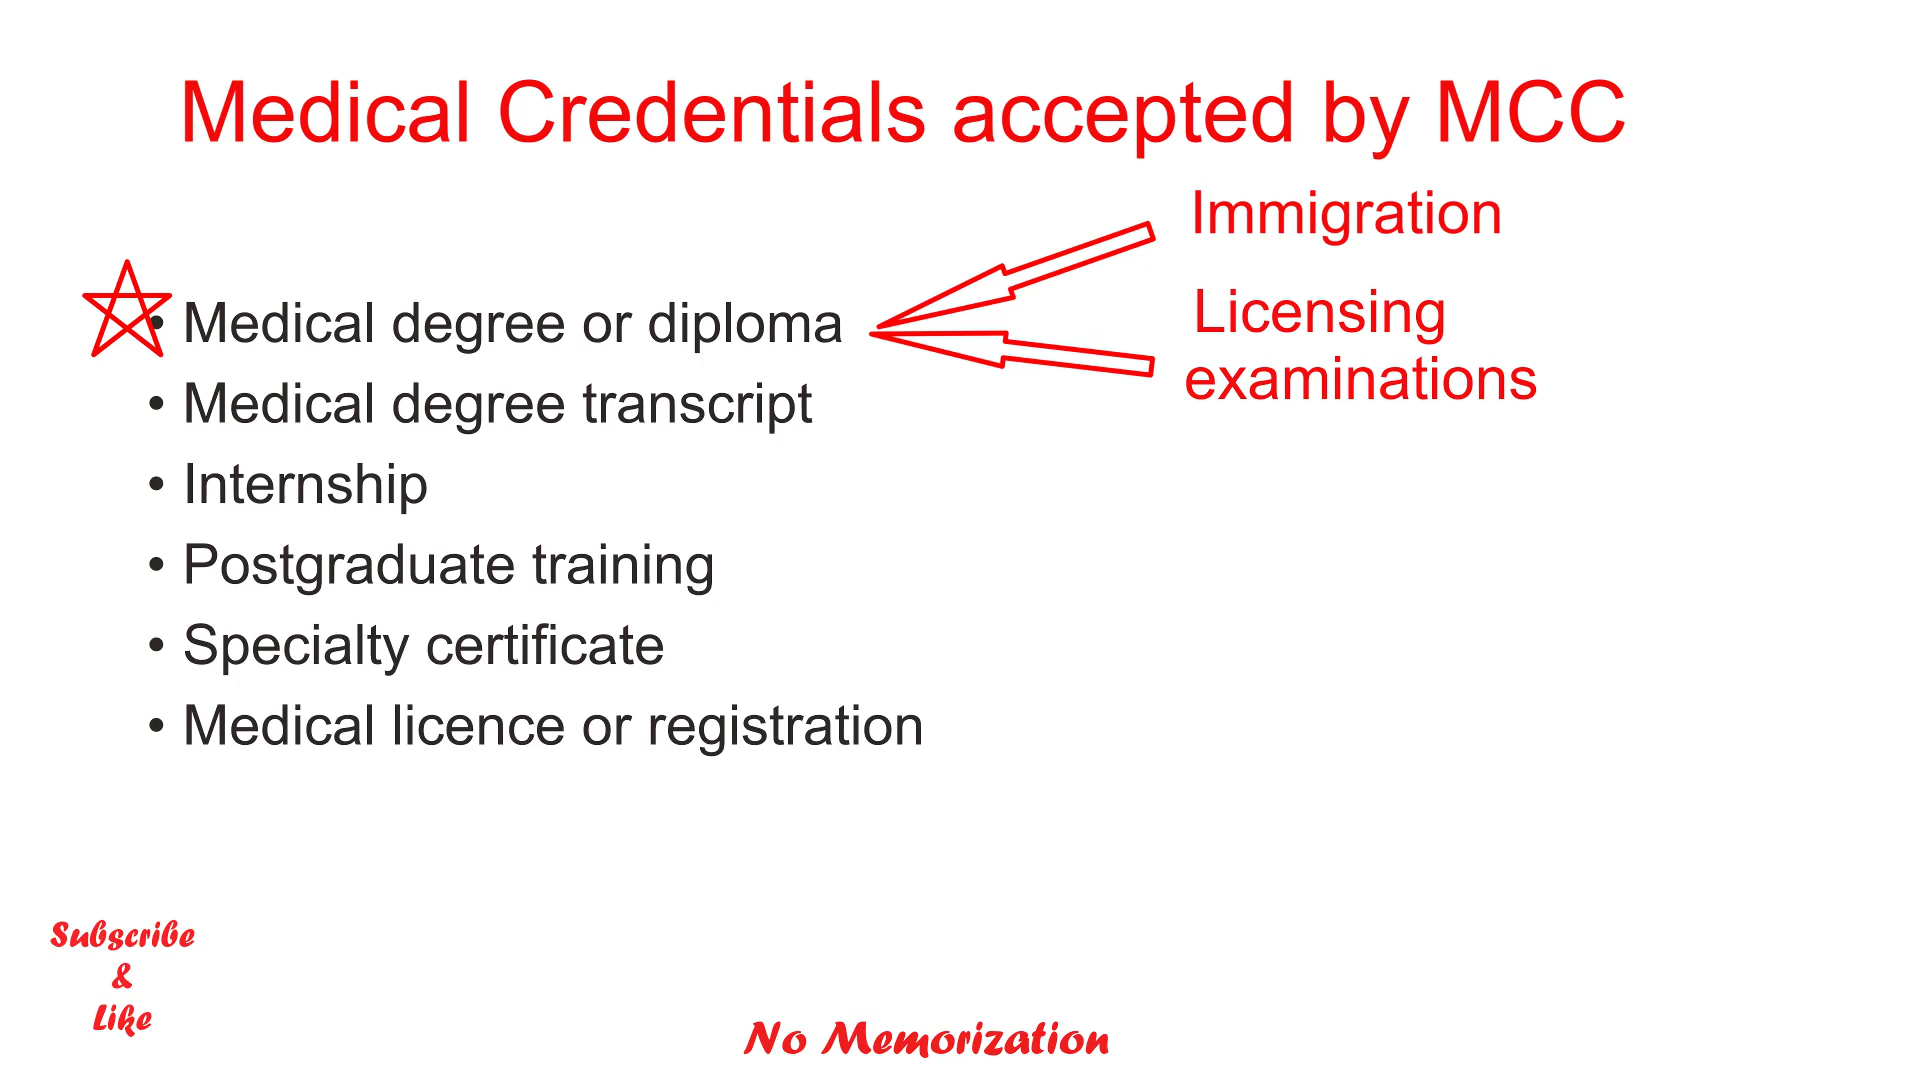 Medical Credentials accepted by MCC
Immigration
Licensing
examinations
• Medical degree or diploma
• Medical degree transcript
• Internship
• Postgraduate training
• Specialty certificate
• Medical licence or registration
Subscribe
&
Like
No Memorization